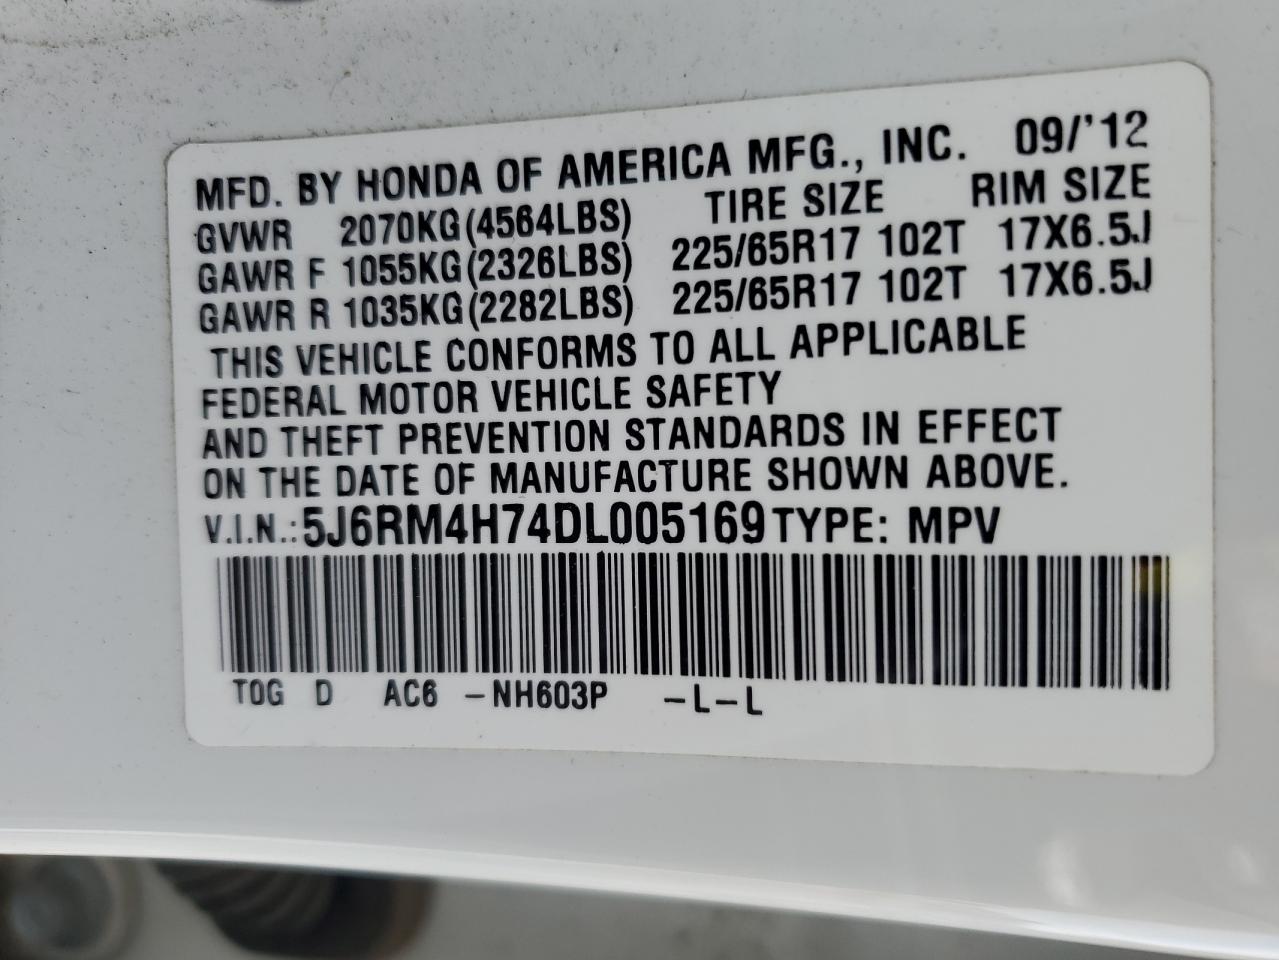 MFD. BY HONDA OF AMERICA MFG., INC. 09/'12
GVWR 2070KG(4564LBS) TIRE SIZE RIM SIZE
GAWR F 1055KG(2326LBS) 225/65R17 102T 17X6.5J
GAWR R 1035KG(2282LBS) 225/65R17 102T 17X6.5J
THIS VEHICLE CONFORMS TO ALL APPLICABLE
FEDERAL MOTOR VEHICLE SAFETY
AND THEFT PREVENTION STANDARDS IN EFFECT
ON THE DATE OF MANUFACTURE SHOWN ABOVE.
V.I.N.: 5J6RM4H74DL005169 TYPE: MPV
TOG D AC6 -NH603P -L-L